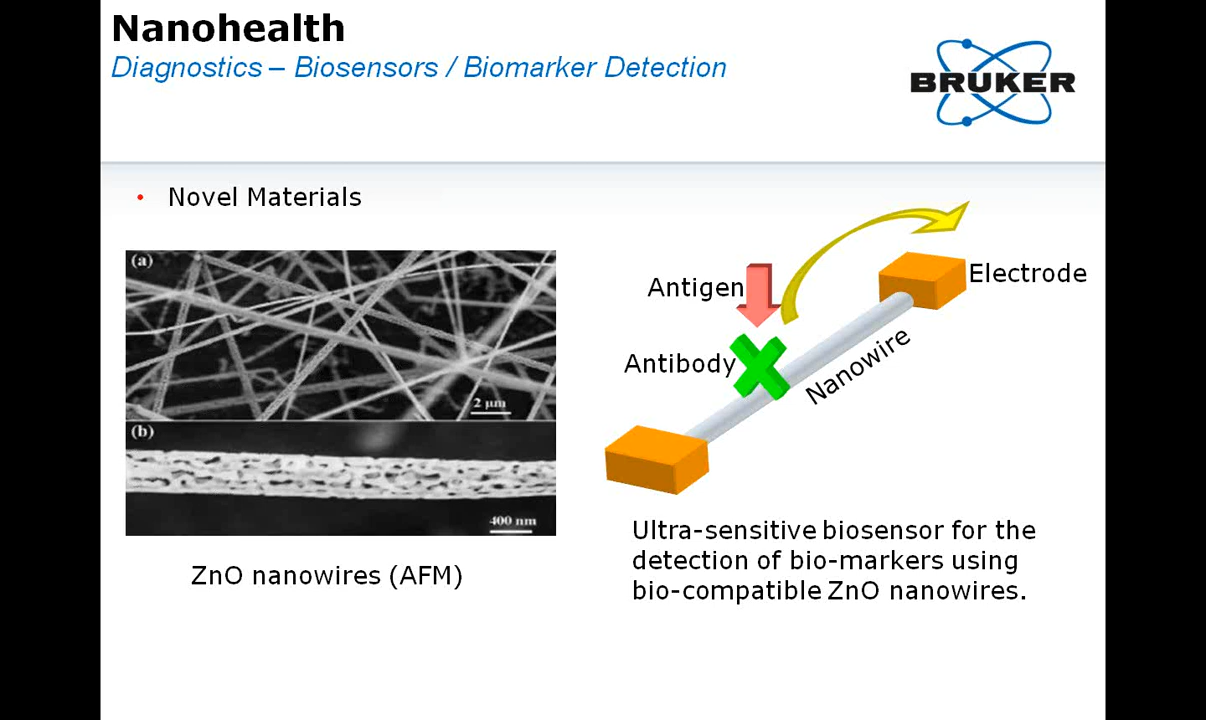 Nanohealth
Diagnostics – Biosensors / Biomarker Detection
BRUKER
• Novel Materials
(a)
2 μm
(b)
400 nm
ZnO nanowires (AFM)
Antigen
Electrode
Antibody
Nanowire
Ultra-sensitive biosensor for the
detection of bio-markers using
bio-compatible ZnO nanowires.